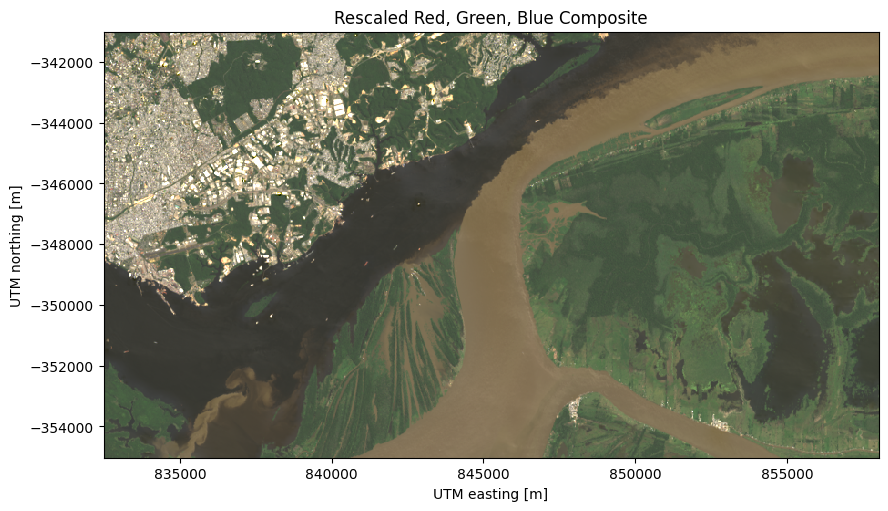 Rescaled Red, Green, Blue Composite
−342000
−344000
−346000
−348000
−350000
−352000
−354000
UTM northing [m]
835000 840000 845000 850000 855000
UTM easting [m]